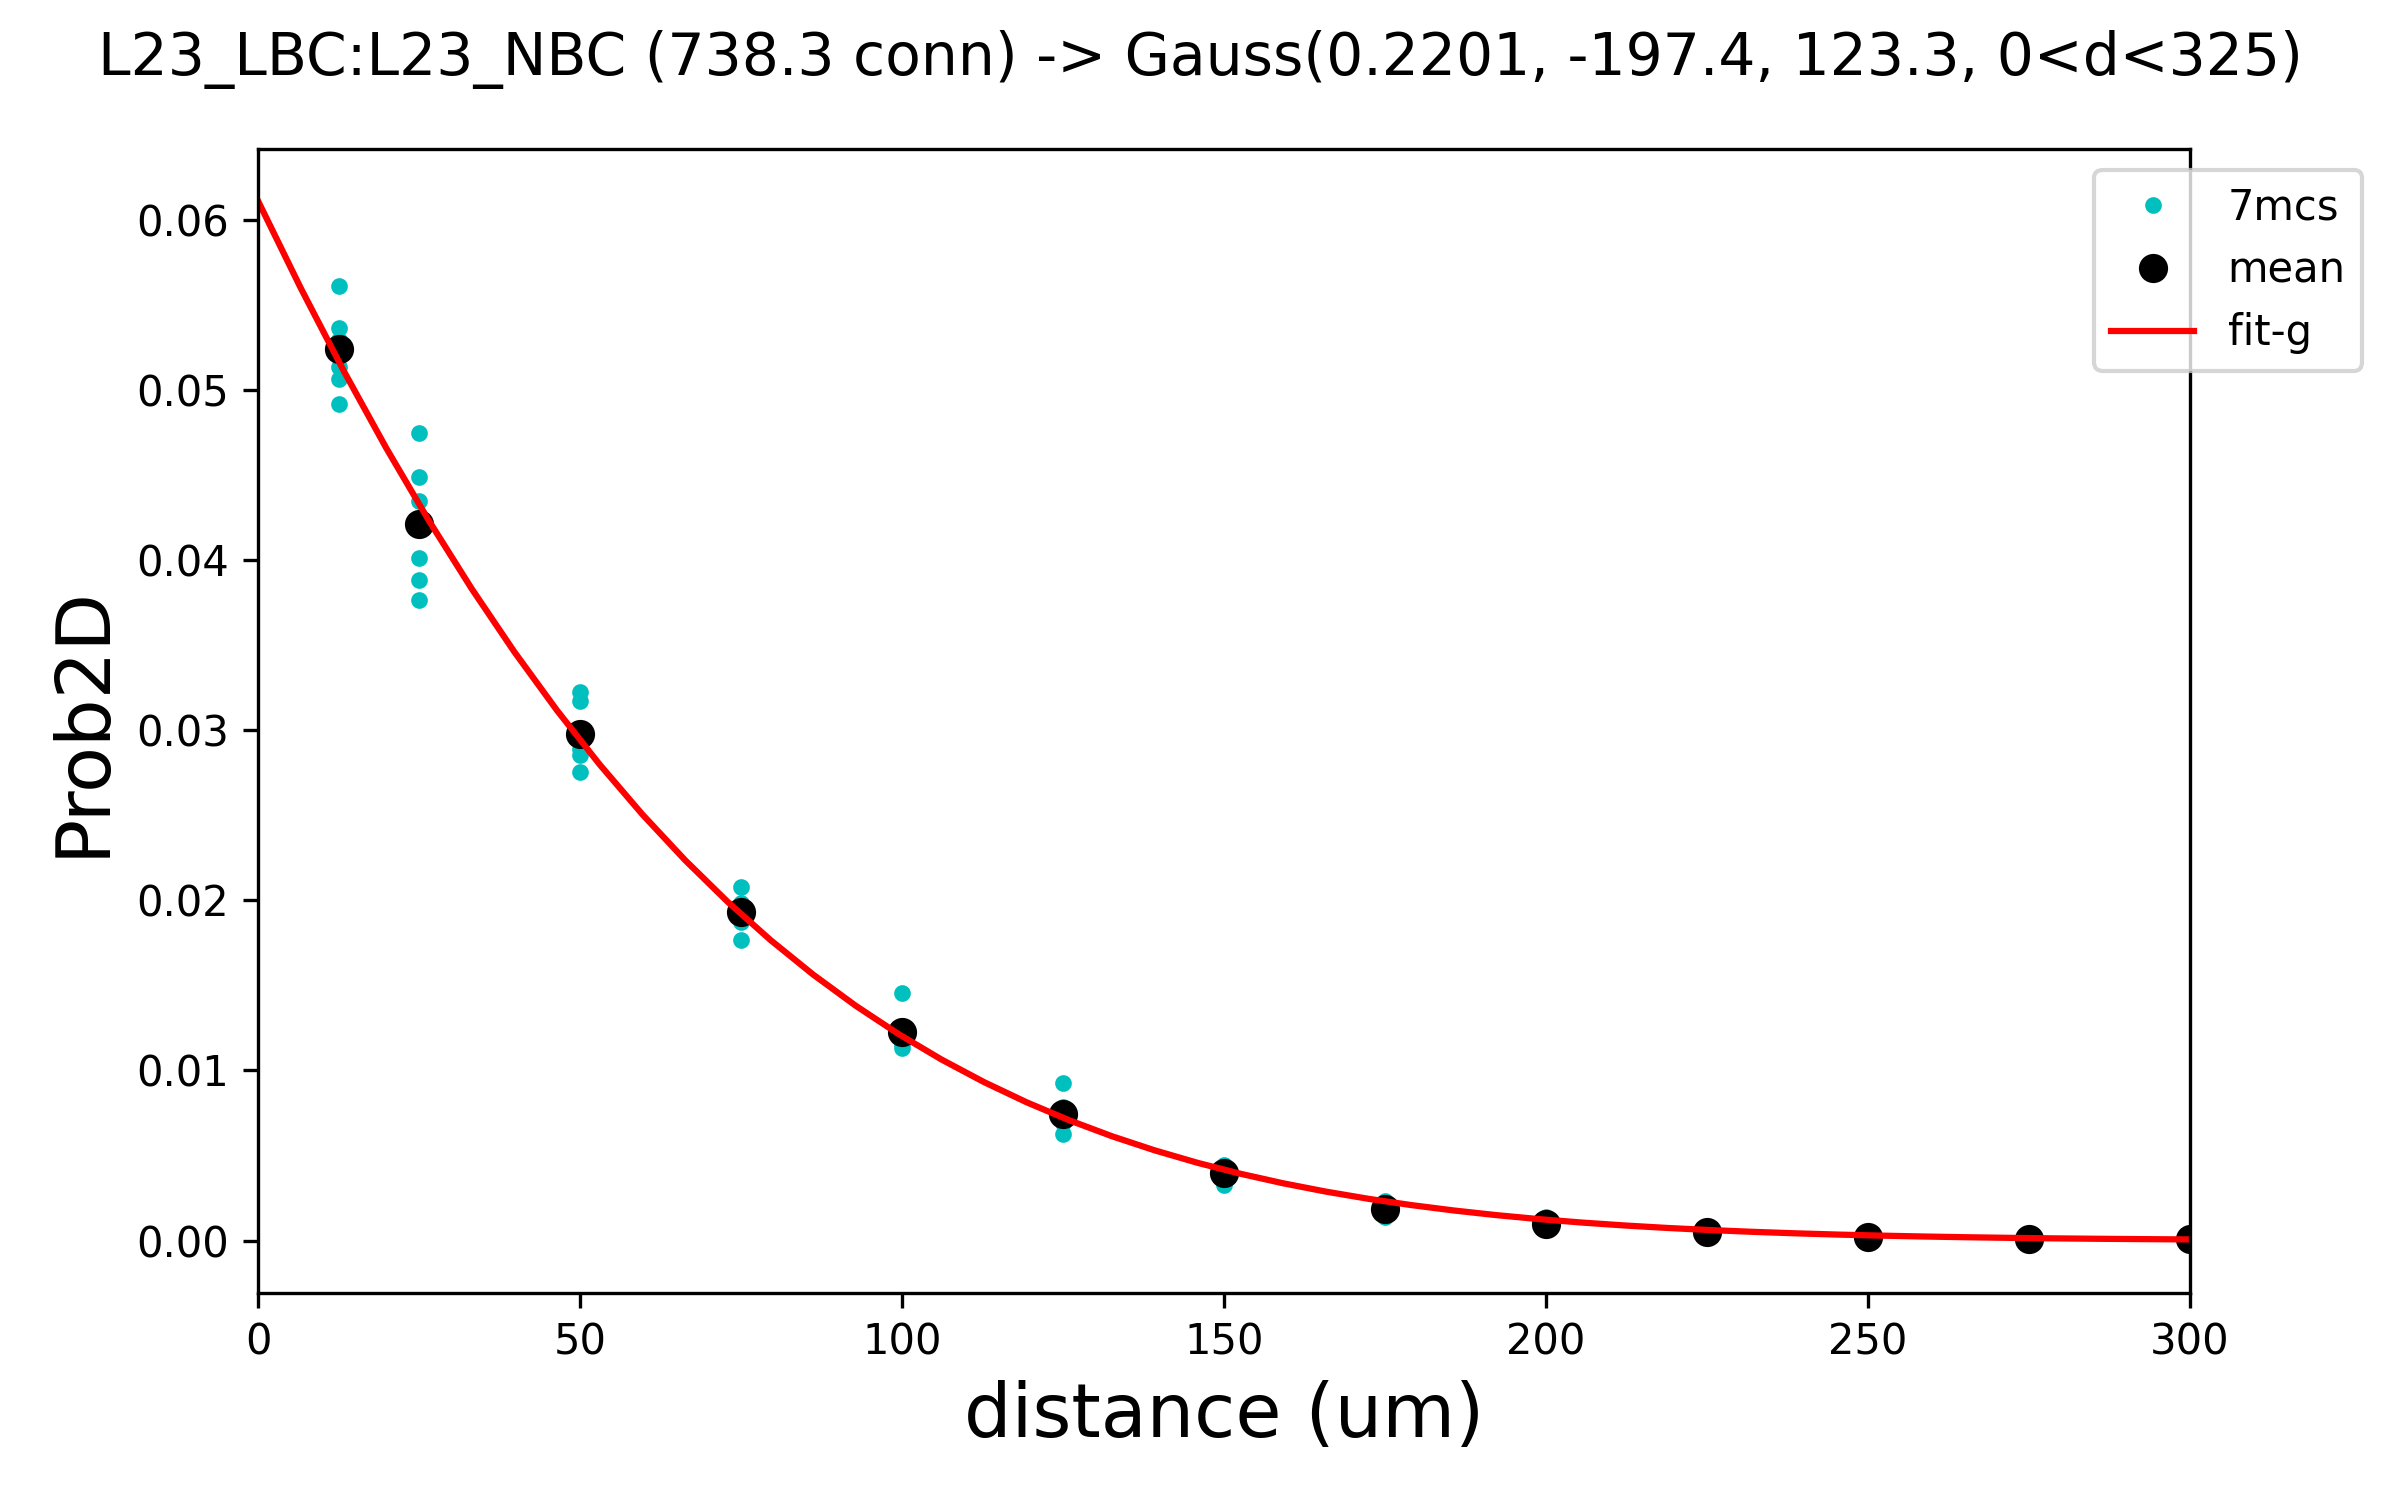 L23_LBC:L23_NBC (738.3 conn) -> Gauss(0.2201, -197.4, 123.3, 0<d<325)
7mcs
mean
fit-g
Prob2D
0.06
0.05
0.04
0.03
0.02
0.01
0.00
0 50 100 150 200 250 300
distance (um)